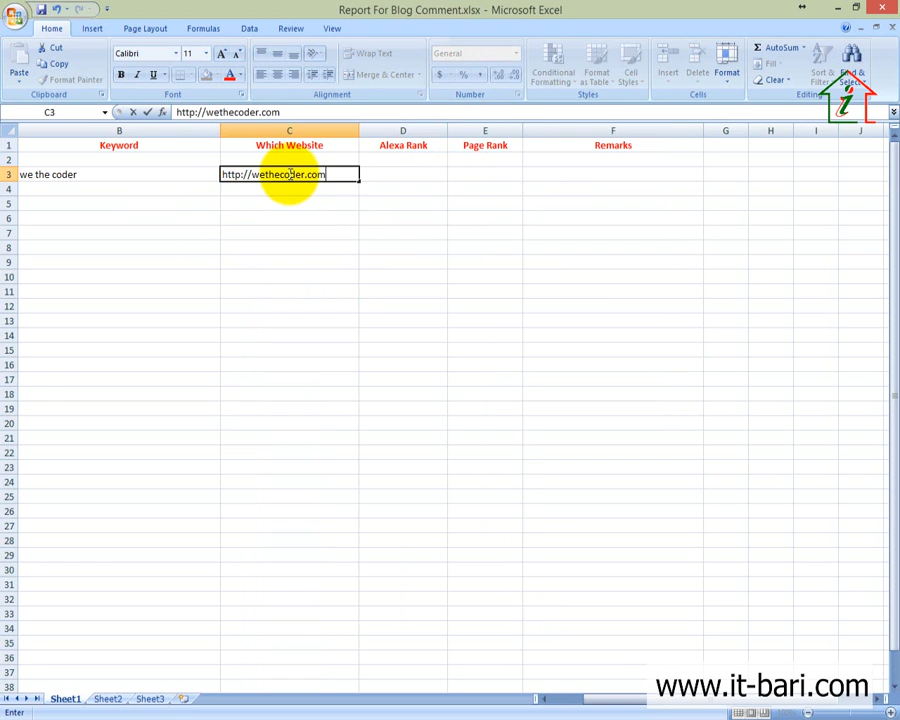 Report For Blog Comment.xlsx - Microsoft Excel
Home Insert Page Layout Formulas Data Review View
Paste Cut Copy Format Painter Clipboard
Calibri 11 A A B I U A Font
Wrap Text Merge & Center Alignment
General $ % , Number
Conditional Formatting Format as Table Cell Styles Styles
Insert Delete Format Cells
Σ AutoSum Fill Clear Sort & Find & Select Editing
C3 fx http://wethecoder.com
B C D E F G H I J
1 Keyword Which Website Alexa Rank Page Rank Remarks
2
3 we the coder http://wethecoder.com
4
5
6
7
8
9
10
11
12
13
14
15
16
17
18
19
20
21
22
23
24
25
26
27
28
29
30
31
32
33
34
35
36
37
38
Sheet1 Sheet2 Sheet3
www.it-bari.com
Enter